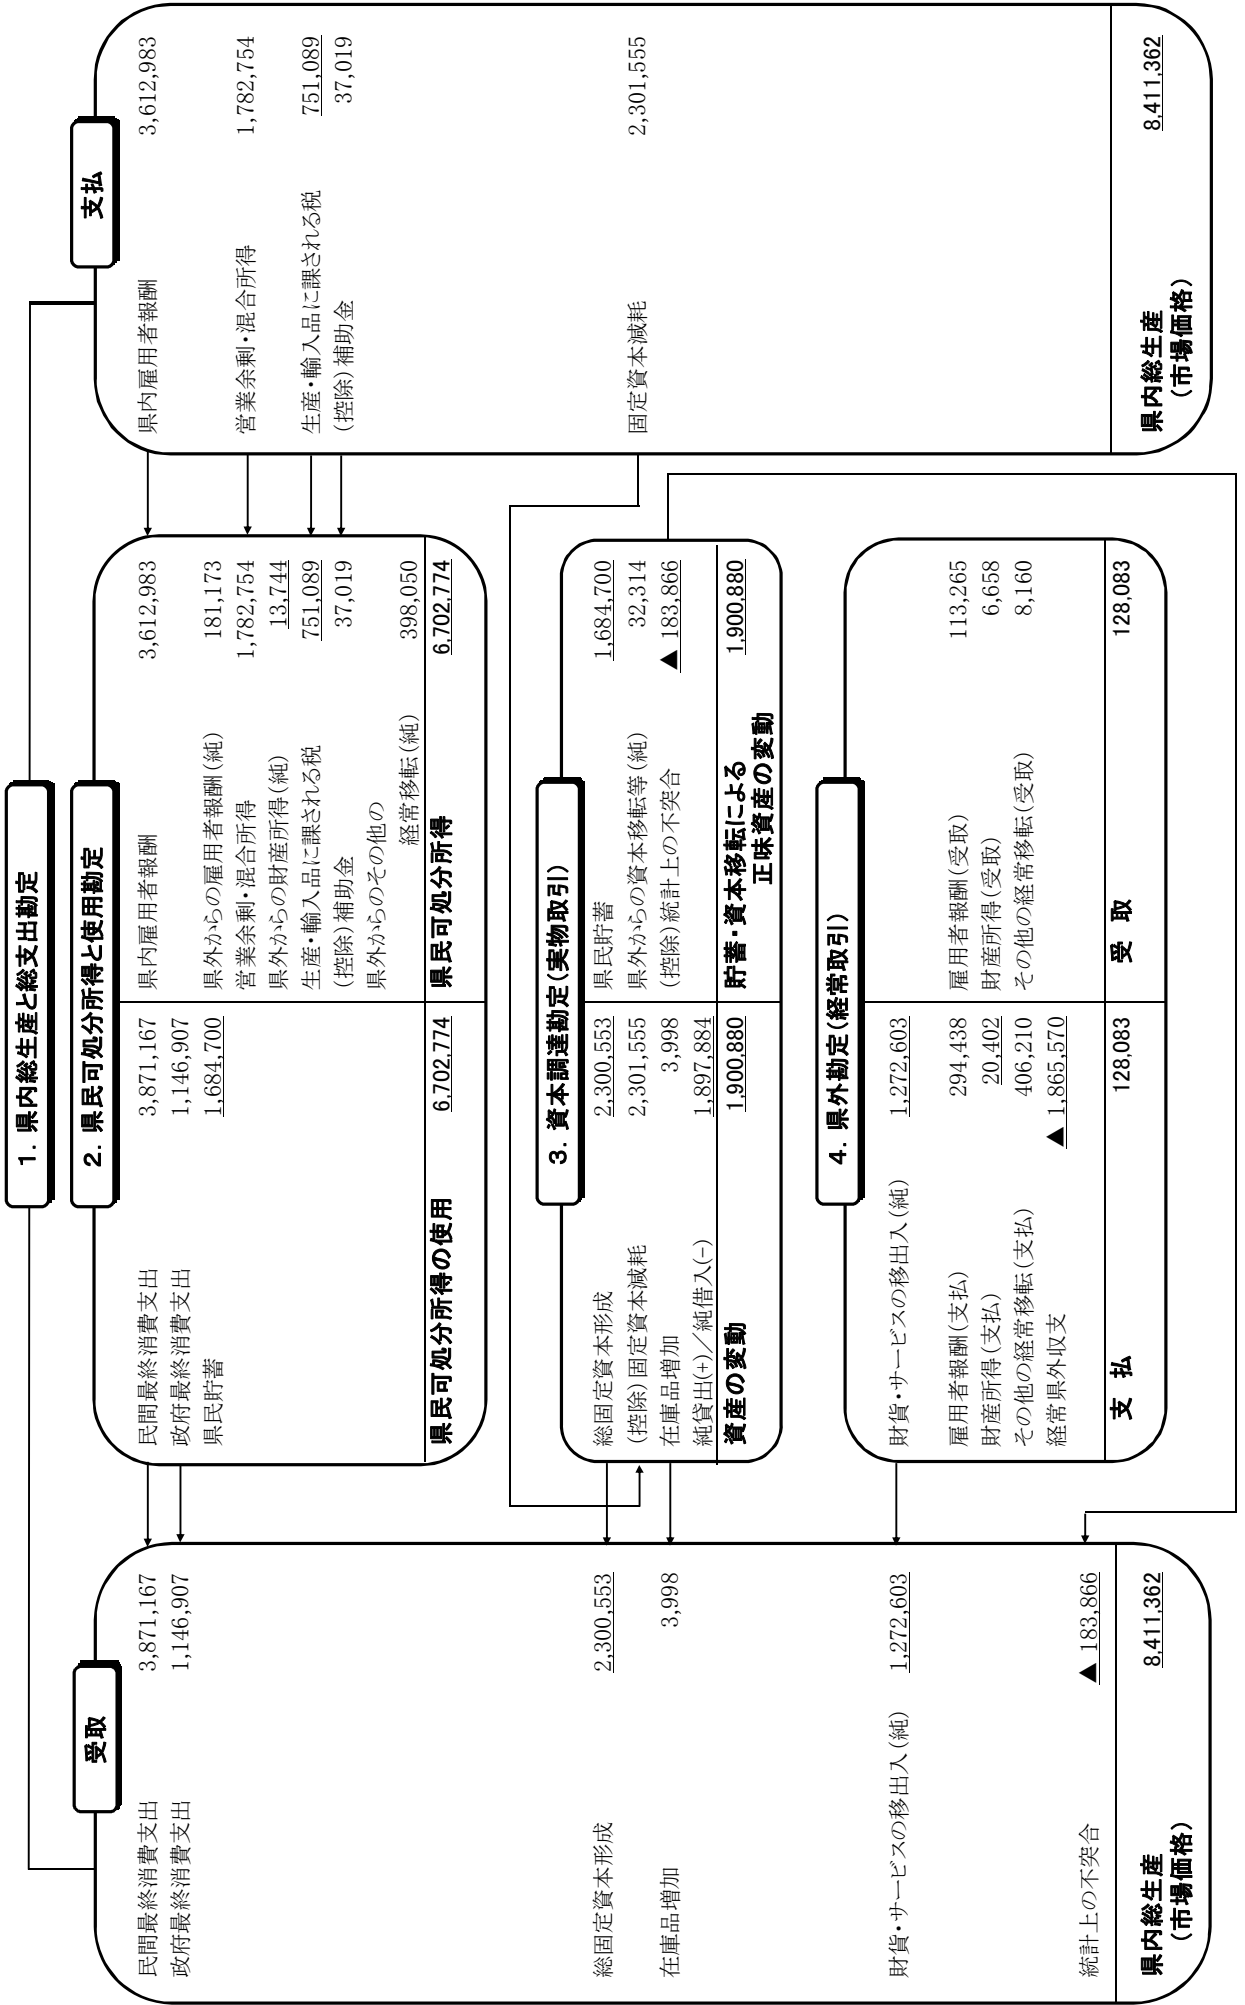 1. 県内総生産と総支出勘定
受取
民間最終消費支出 3,871,167
政府最終消費支出 1,146,907
総固定資本形成 2,300,553
在庫品増加 3,998
財貨・サービスの移出入(純) 1,272,603
統計上の不突合 ▲ 183,866
県内総生産 8,411,362
(市場価格)
2. 県民可処分所得と使用勘定
民間最終消費支出 3,871,167
政府最終消費支出 1,146,907
県民貯蓄 1,684,700
県民可処分所得の使用 6,702,774
県内雇用者報酬 3,612,983
県外からの雇用者報酬(純) 181,173
営業余剰・混合所得 1,782,754
県外からの財産所得(純) 13,744
生産・輸入品に課される税 751,089
(控除)補助金 37,019
県外からのその他の
経常移転(純) 398,050
県民可処分所得 6,702,774
3. 資本調達勘定(実物取引)
総固定資本形成 2,300,553
(控除)固定資本減耗 2,301,555
在庫品増加 3,998
純貸出(+)/純借入(-) 1,897,884
資産の変動 1,900,880
県民貯蓄 1,684,700
県外からの資本移転等(純) 32,314
(控除)統計上の不突合 ▲ 183,866
貯蓄・資本移転による 1,900,880
正味資産の変動
4. 県外勘定(経常取引)
財貨・サービスの移出入(純) 1,272,603
雇用者報酬(支払) 294,438
財産所得(支払) 20,402
その他の経常移転(支払) 406,210
経常県外収支 ▲ 1,865,570
支 払 128,083
雇用者報酬(受取) 113,265
財産所得(受取) 6,658
その他の経常移転(受取) 8,160
受 取 128,083
支払
県内雇用者報酬 3,612,983
営業余剰・混合所得 1,782,754
生産・輸入品に課される税 751,089
(控除)補助金 37,019
固定資本減耗 2,301,555
県内総生産 8,411,362
(市場価格)